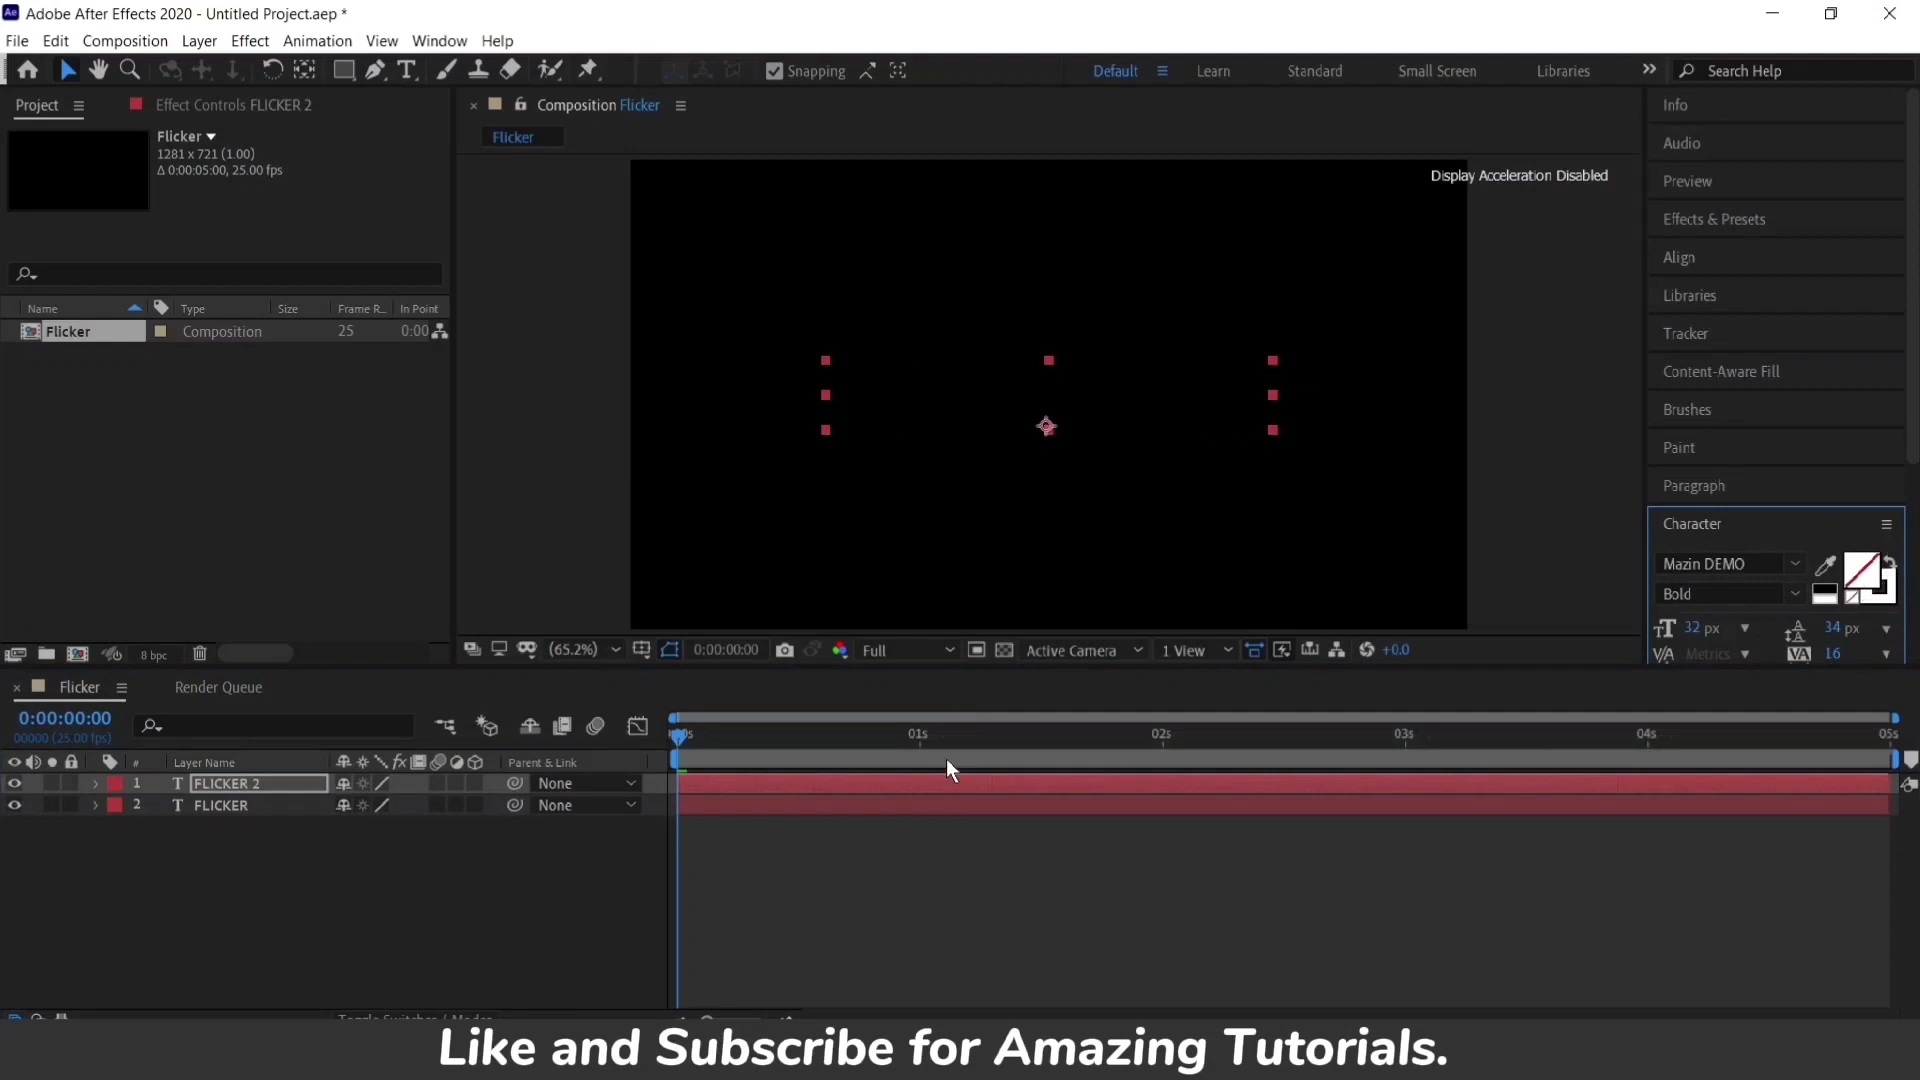 Adobe After Effects 2020 - Untitled Project.aep *
File Edit Composition Layer Effect Animation View Window Help
Snapping Default Learn Standard Small Screen Libraries Search Help
Project Effect Controls FLICKER 2
Composition Flicker
Flicker
1281 x 721 (1.00)
Δ 0:00:05:00, 25.00 fps
Name Type Size Frame R... In Point
Flicker Composition 25 0:00
8 bpc
Flicker
Display Acceleration Disabled
(65.2%) 0:00:00:00 Full Active Camera 1 View +0.0
Info
Audio
Preview
Effects & Presets
Align
Libraries
Tracker
Content-Aware Fill
Brushes
Paint
Paragraph
Character
Mazin DEMO
Bold
32 px 34 px
Metrics 16
Flicker Render Queue
0:00:00:00
00000 (25.00 fps)
01s 02s 03s 04s 05s
# Layer Name Parent & Link
1 FLICKER 2 None
2 FLICKER None
Like and Subscribe for Amazing Tutorials.